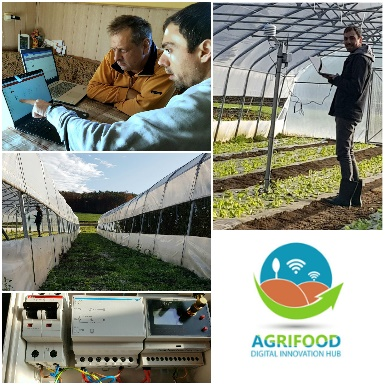 AGRIFOOD
DIGITAL INNOVATION HUB